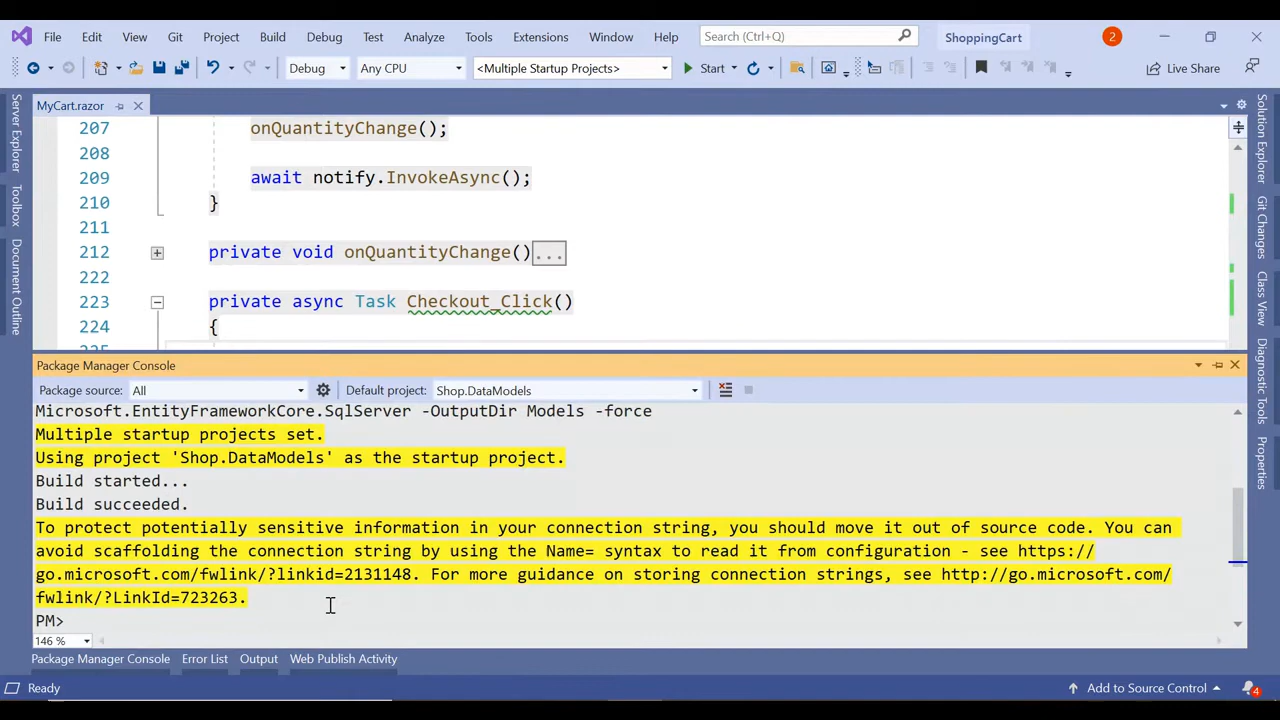 File Edit View Git Project Build Debug Test Analyze Tools Extensions Window Help Search (Ctrl+Q) ShoppingCart 2
Debug Any CPU <Multiple Startup Projects> Start Live Share
MyCart.razor
207 onQuantityChange();
208
209 await notify.InvokeAsync();
210 }
211
212 private void onQuantityChange()...
222
223 private async Task Checkout_Click()
224 {
225
Package Manager Console
Package source: All Default project: Shop.DataModels
Microsoft.EntityFrameworkCore.SqlServer -OutputDir Models -force
Multiple startup projects set.
Using project 'Shop.DataModels' as the startup project.
Build started...
Build succeeded.
To protect potentially sensitive information in your connection string, you should move it out of source code. You can
avoid scaffolding the connection string by using the Name= syntax to read it from configuration - see https://
go.microsoft.com/fwlink/?linkid=2131148. For more guidance on storing connection strings, see http://go.microsoft.com/
fwlink/?LinkId=723263.
PM>
146 %
Package Manager Console Error List Output Web Publish Activity
Ready Add to Source Control 4
Server Explorer
Toolbox
Document Outline
Solution Explorer
Git Changes
Class View
Diagnostic Tools
Properties